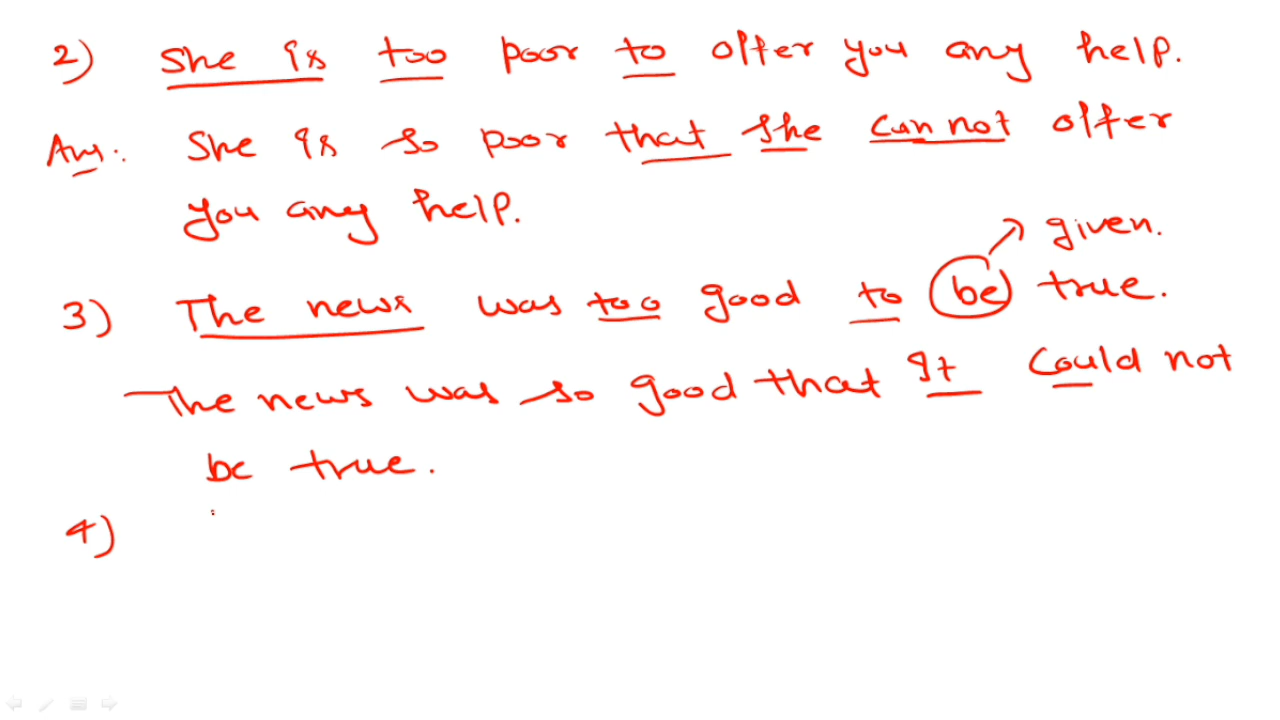 2) She is too poor to offer you any help.
Ans:. She is so poor that she can not offer
you any help.
given.
3) The news was too good to be true.
The news was so good that It could not
be true.
4)